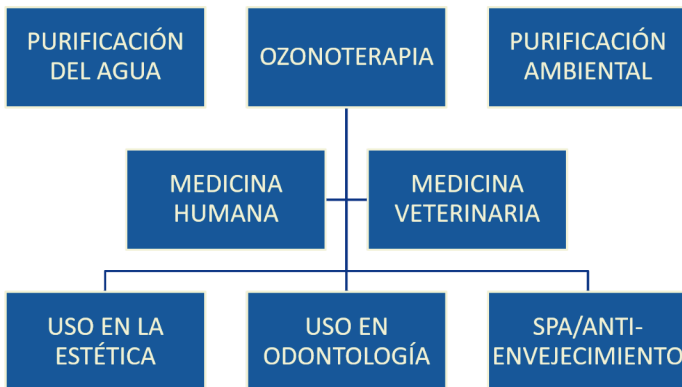 PURIFICACIÓN
DEL AGUA
OZONOTERAPIA
PURIFICACIÓN
AMBIENTAL
MEDICINA
HUMANA
MEDICINA
VETERINARIA
USO EN LA
ESTÉTICA
USO EN
ODONTOLOGÍA
SPA/ANTI-
ENVEJECIMIENTO